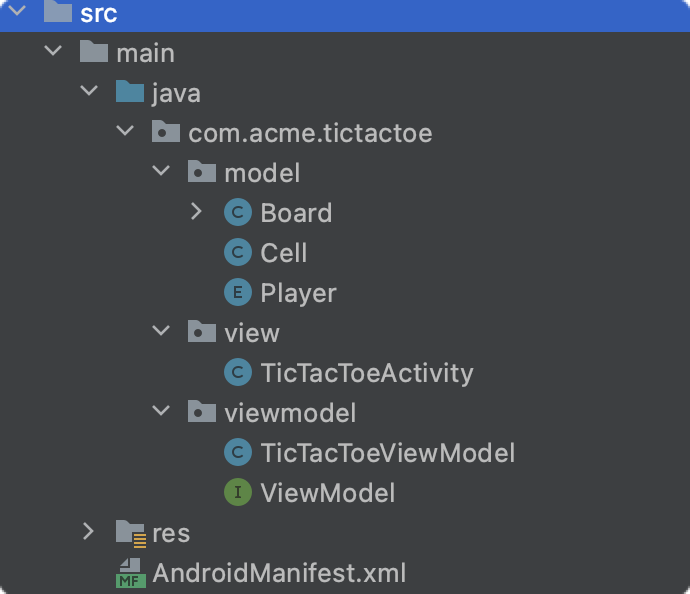 src
main
java
com.acme.tictactoe
model
C Board
C Cell
E Player
view
C TicTacToeActivity
viewmodel
C TicTacToeViewModel
I ViewModel
res
MF AndroidManifest.xml